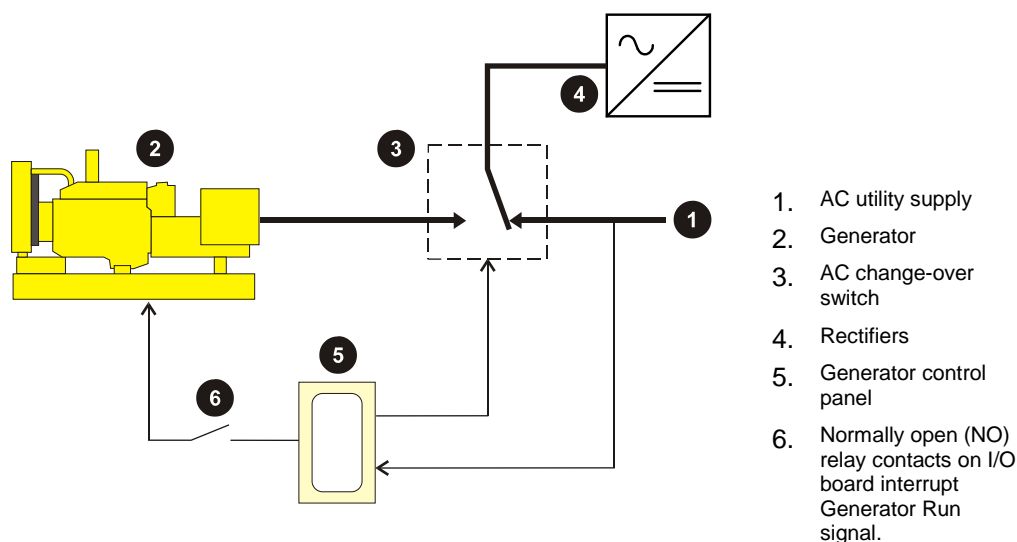 4
2
3
1
5
6
1. AC utility supply
2. Generator
3. AC change-over
switch
4. Rectifiers
5. Generator control
panel
6. Normally open (NO)
relay contacts on I/O
board interrupt
Generator Run
signal.